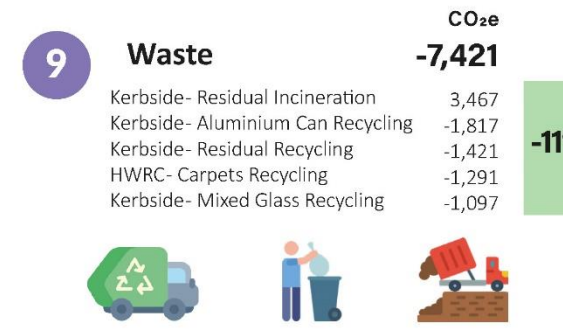 CO₂e
9 Waste -7,421
Kerbside- Residual Incineration 3,467
Kerbside- Aluminium Can Recycling -1,817
Kerbside- Residual Recycling -1,421
HWRC- Carpets Recycling -1,291
Kerbside- Mixed Glass Recycling -1,097